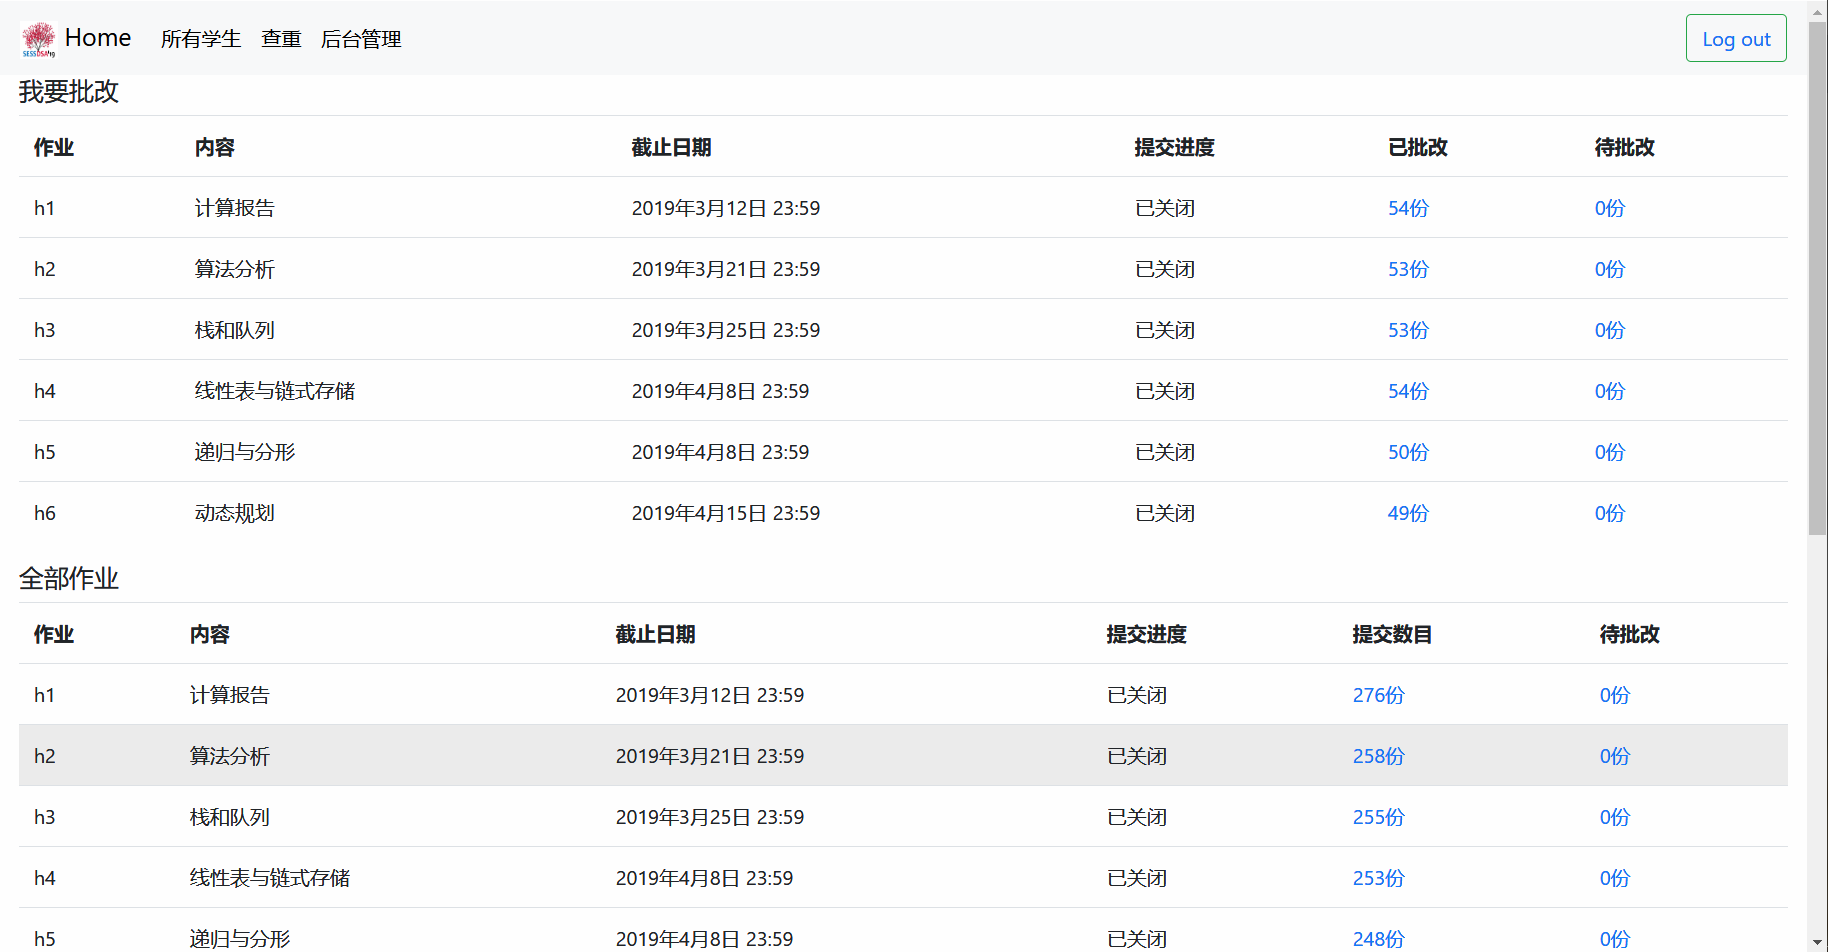 SESSDSA'19 Home 所有学生 查重 后台管理 Log out
我要批改
作业 内容 截止日期 提交进度 已批改 待批改
h1 计算报告 2019年3月12日 23:59 已关闭 54份 0份
h2 算法分析 2019年3月21日 23:59 已关闭 53份 0份
h3 栈和队列 2019年3月25日 23:59 已关闭 53份 0份
h4 线性表与链式存储 2019年4月8日 23:59 已关闭 54份 0份
h5 递归与分形 2019年4月8日 23:59 已关闭 50份 0份
h6 动态规划 2019年4月15日 23:59 已关闭 49份 0份
全部作业
作业 内容 截止日期 提交进度 提交数目 待批改
h1 计算报告 2019年3月12日 23:59 已关闭 276份 0份
h2 算法分析 2019年3月21日 23:59 已关闭 258份 0份
h3 栈和队列 2019年3月25日 23:59 已关闭 255份 0份
h4 线性表与链式存储 2019年4月8日 23:59 已关闭 253份 0份
h5 递归与分形 2019年4月8日 23:59 已关闭 248份 0份